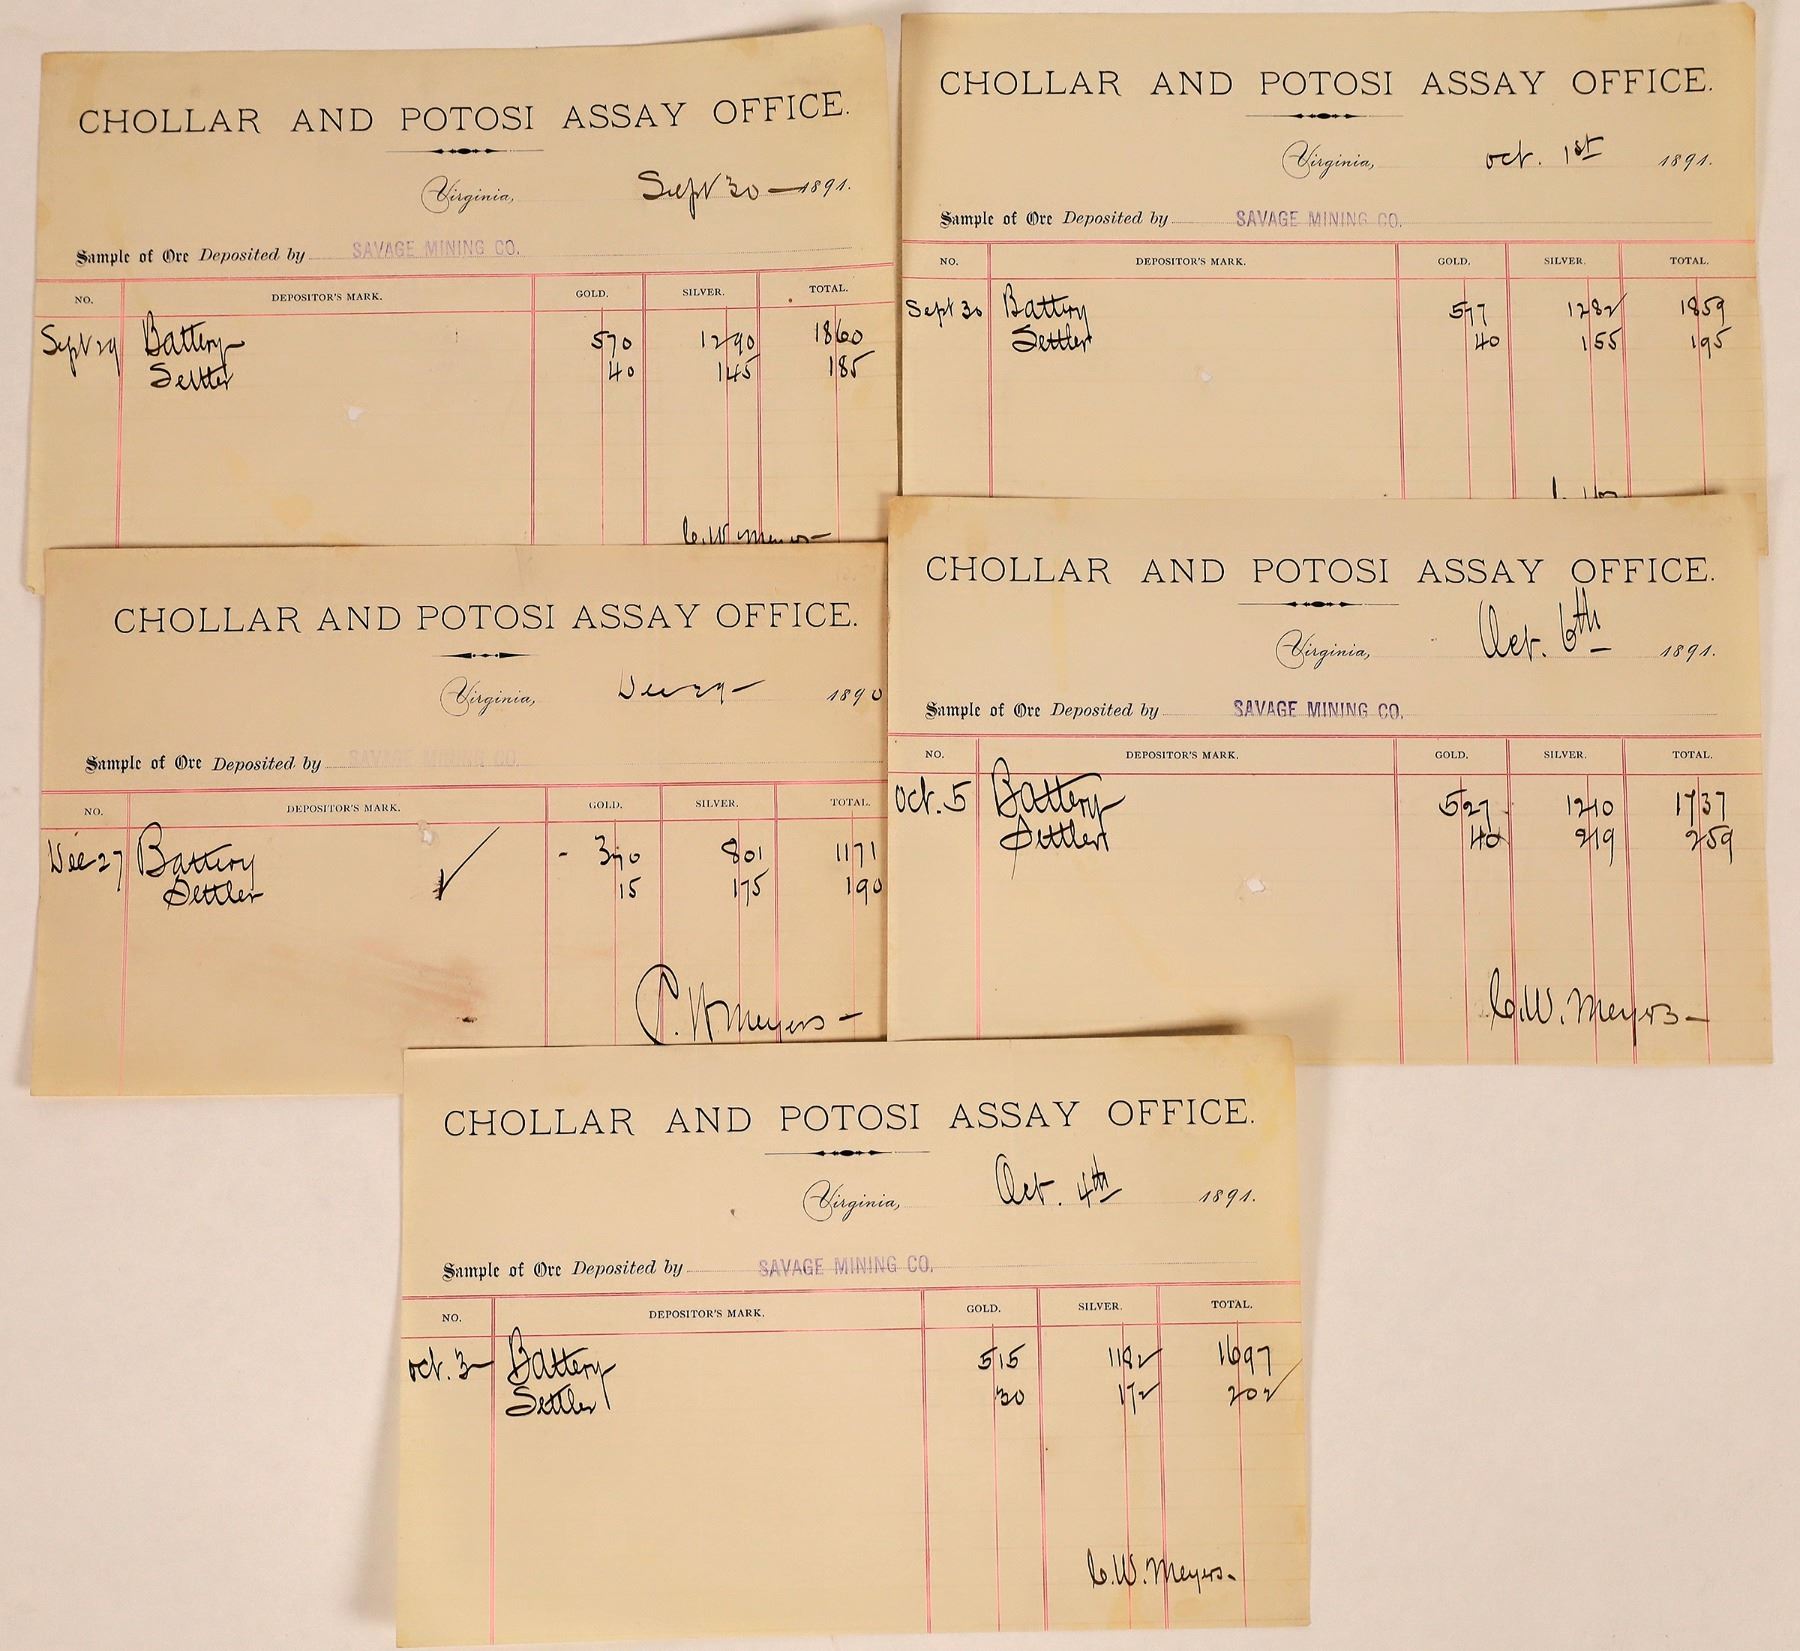 CHOLLAR AND POTOSI ASSAY OFFICE.
Virginia, Sept 30 — 1891.
Sample of Ore Deposited by SAVAGE MINING CO.
NO. DEPOSITOR'S MARK. GOLD. SILVER. TOTAL.
Sept 29 Battery 570 1290 1860
Settler 40 145 185
C. W. Meyers —
CHOLLAR AND POTOSI ASSAY OFFICE.
Virginia, Oct. 1st 1891.
Sample of Ore Deposited by SAVAGE MINING CO.
NO. DEPOSITOR'S MARK. GOLD. SILVER. TOTAL.
Sept 30 Battery 577 1282 1859
Settler 40 155 195
CHOLLAR AND POTOSI ASSAY OFFICE.
Virginia, Dec 29 — 1890
Sample of Ore Deposited by SAVAGE MINING CO.
NO. DEPOSITOR'S MARK. GOLD. SILVER. TOTAL.
Dec 27 Battery - 370 801 1171
Settler 15 175 190
C. W Meyers —
CHOLLAR AND POTOSI ASSAY OFFICE.
Virginia, Oct. 6th 1891.
Sample of Ore Deposited by SAVAGE MINING CO.
NO. DEPOSITOR'S MARK. GOLD. SILVER. TOTAL.
Oct. 5 Battery 527 1210 1737
Settler 40 219 259
C. W. Meyers —
CHOLLAR AND POTOSI ASSAY OFFICE.
Virginia, Oct. 4th 1891.
Sample of Ore Deposited by SAVAGE MINING CO.
NO. DEPOSITOR'S MARK. GOLD. SILVER. TOTAL.
Oct. 3 Battery 515 1182 1697
Settler 30 172 202
C. W. Meyers.